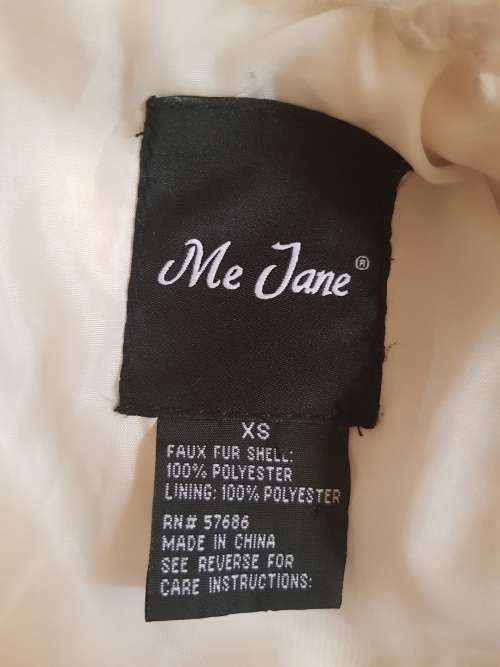 Me Jane®
XS
FAUX FUR SHELL:
100% POLYESTER
LINING: 100% POLYESTER
RN# 57686
MADE IN CHINA
SEE REVERSE FOR
CARE INSTRUCTIONS: